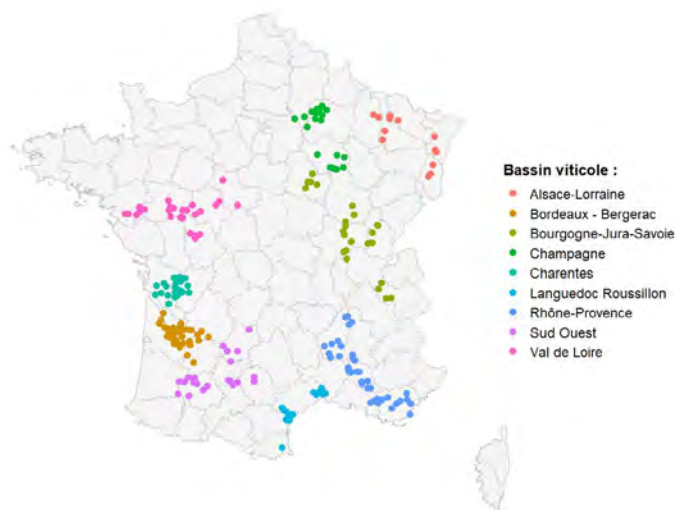 Bassin viticole :
Alsace-Lorraine
Bordeaux - Bergerac
Bourgogne-Jura-Savoie
Champagne
Charentes
Languedoc Roussillon
Rhône-Provence
Sud Ouest
Val de Loire